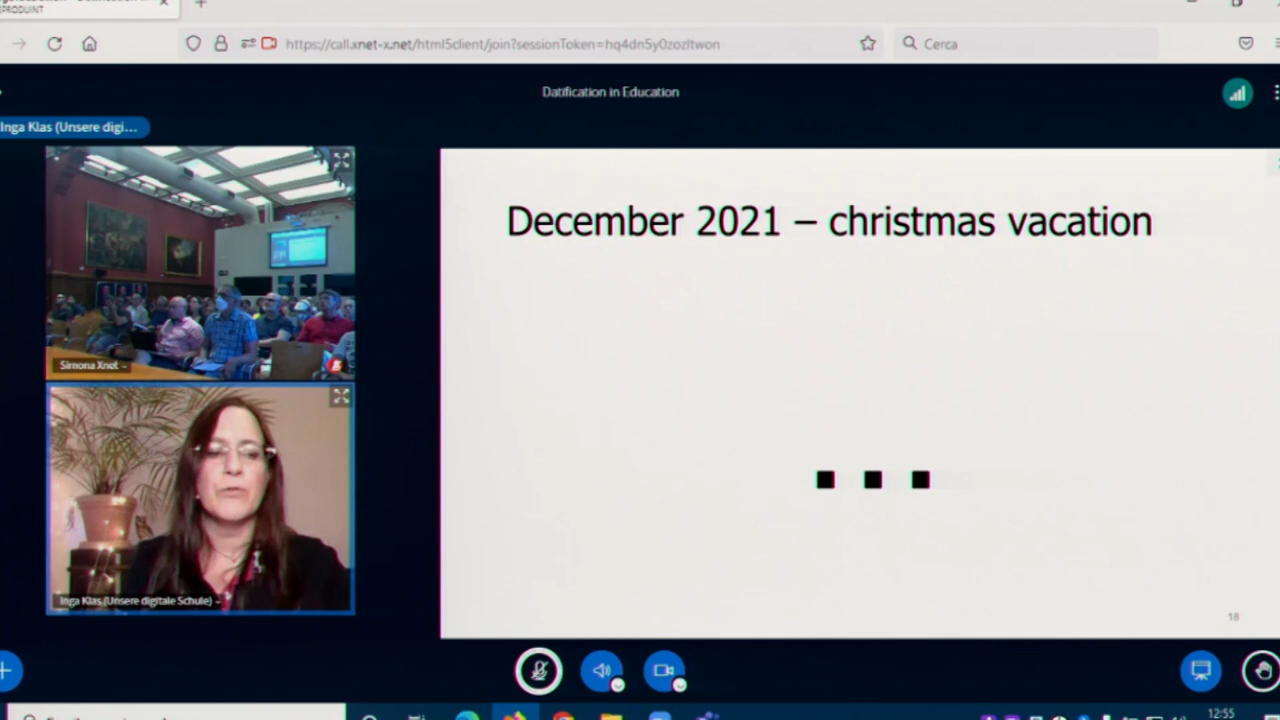 https://call.xnet-x.net/html5client/join?sessionToken=hq4dn5y0zozltwon
Cerca
Datification in Education
Inga Klas (Unsere digi...
December 2021 – christmas vacation
Simona Xnet
...
Inga Klas (Unsere digitale Schule)
18
12:55